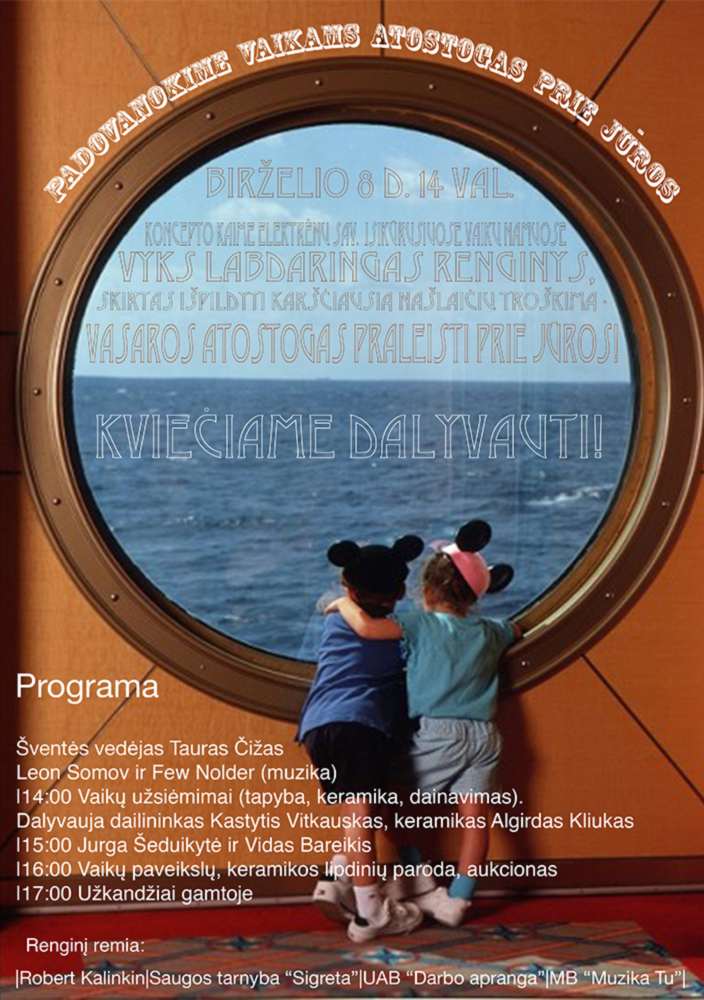 PADOVANOKIME VAIKAMS ATOSTOGAS PRIE JŪROS
BIRŽELIO 8 D. 14 VAL.
KONCEPTO KAIME ELEKTRĖNŲ SAV. ĮSIKŪRUSIUOSE VAIKŲ NAMUOSE
VYKS LABDARINGAS RENGINYS,
SKIRTAS IŠPILDYTI KARŠČIAUSIĄ NAŠLAIČIŲ TROŠKIMĄ -
VASAROS ATOSTOGAS PRALEISTI PRIE JŪROS!
KVIEČIAME DALYVAUTI!
Programa
Šventės vedėjas Tauras Čižas
Leon Somov ir Few Nolder (muzika)
|14:00 Vaikų užsiėmimai (tapyba, keramika, dainavimas).
Dalyvauja dailininkas Kastytis Vitkauskas, keramikas Algirdas Kliukas
|15:00 Jurga Šeduikytė ir Vidas Bareikis
|16:00 Vaikų paveikslų, keramikos lipdinių paroda, aukcionas
|17:00 Užkandžiai gamtoje
Renginį remia:
|Robert Kalinkin|Saugos tarnyba “Sigreta”|UAB “Darbo apranga”|MB “Muzika Tu”|